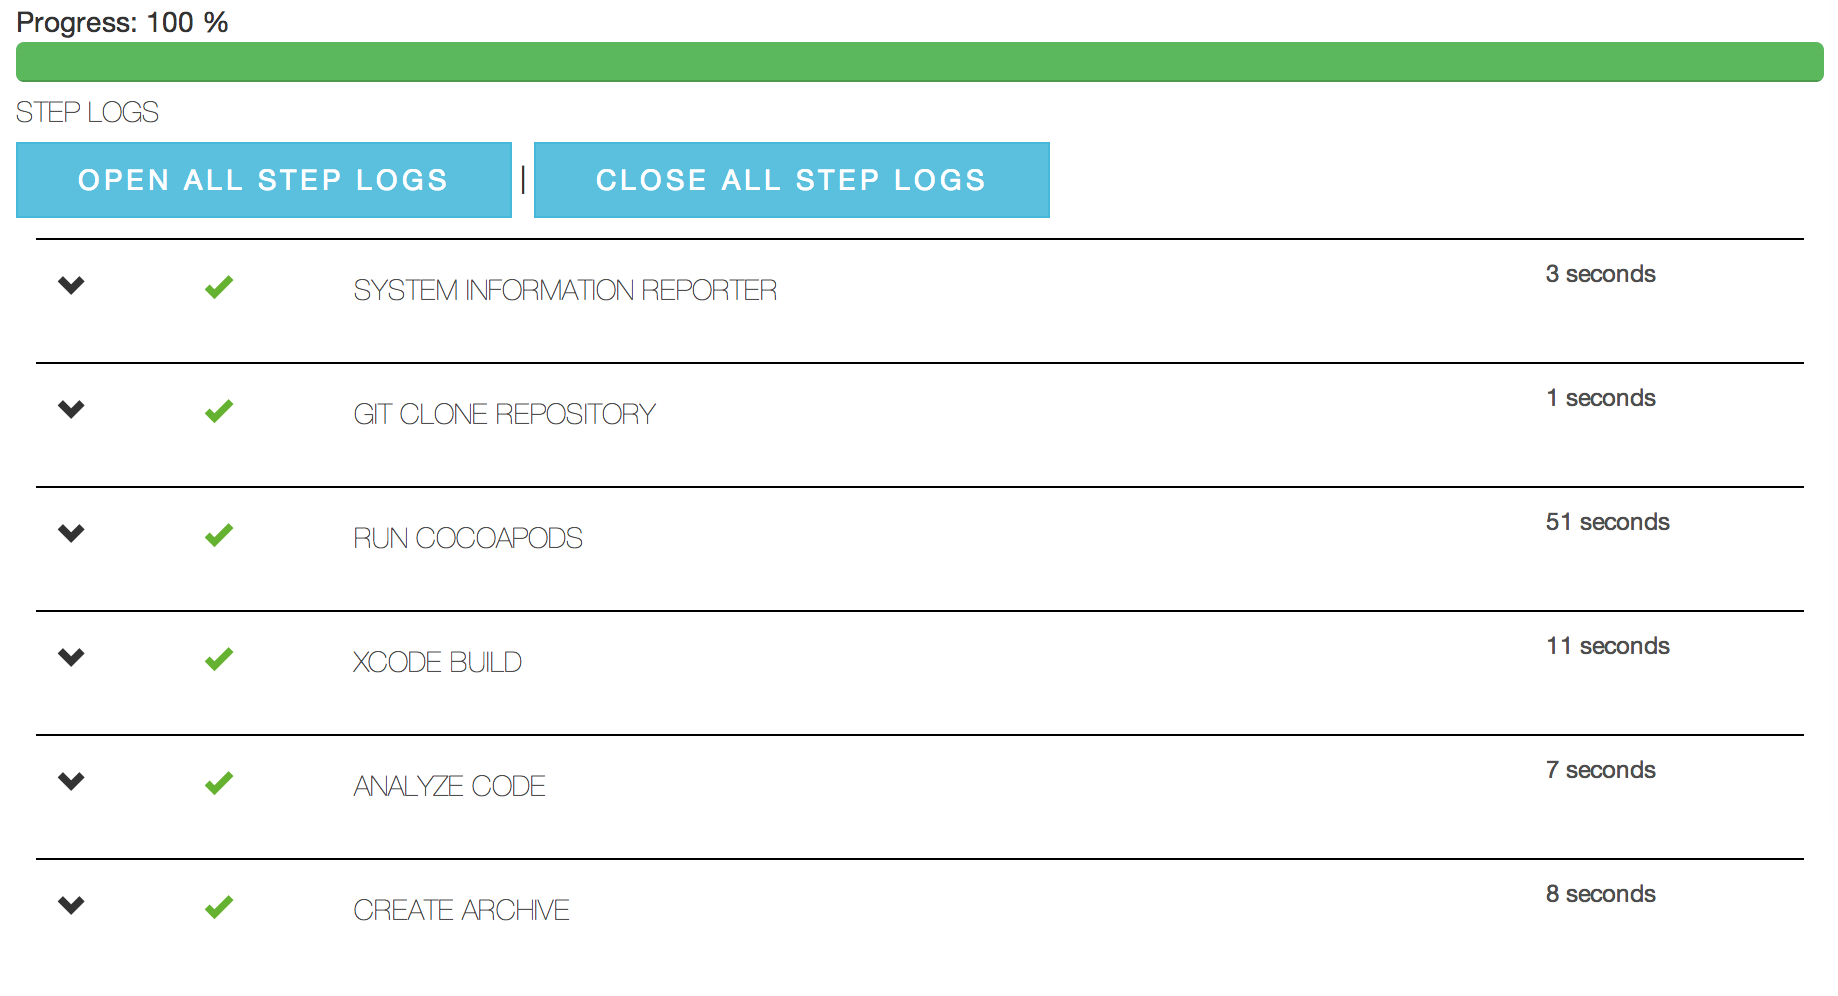 Progress: 100 %
STEP LOGS
OPEN ALL STEP LOGS | CLOSE ALL STEP LOGS
SYSTEM INFORMATION REPORTER 3 seconds
GIT CLONE REPOSITORY 1 seconds
RUN COCOAPODS 51 seconds
XCODE BUILD 11 seconds
ANALYZE CODE 7 seconds
CREATE ARCHIVE 8 seconds